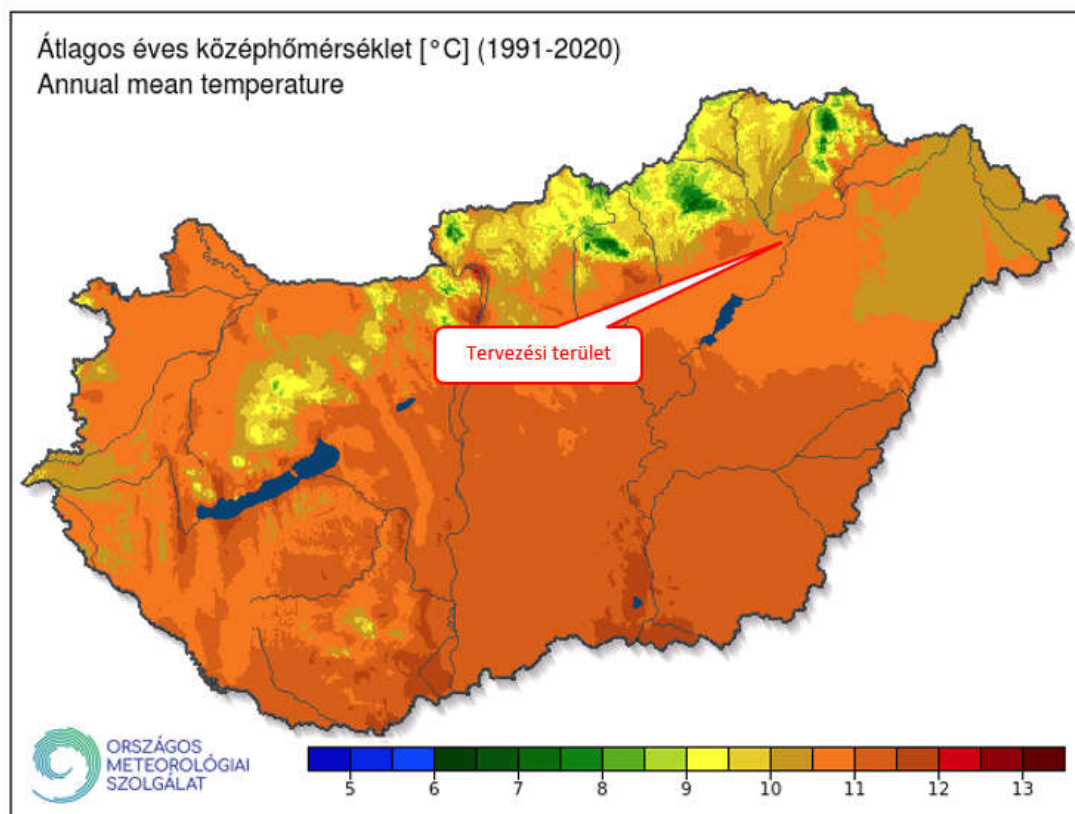 Átlagos éves középhőmérséklet [°C] (1991-2020)
Annual mean temperature
Tervezési terület
ORSZÁGOS
METEOROLÓGIAI
SZOLGÁLAT
5 6 7 8 9 10 11 12 13